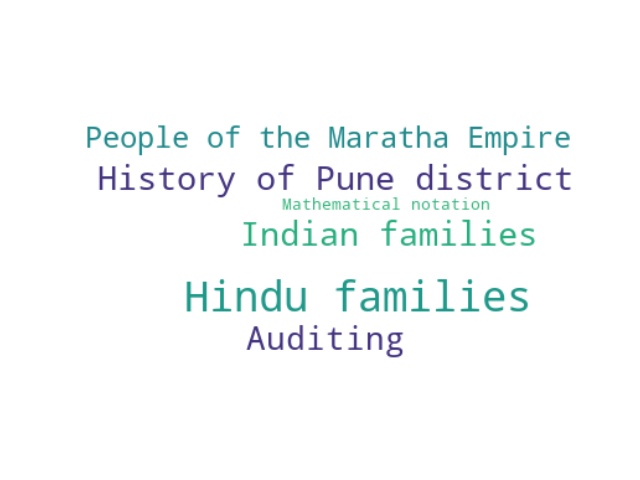 People of the Maratha Empire
History of Pune district
Mathematical notation
Indian families
Hindu families
Auditing